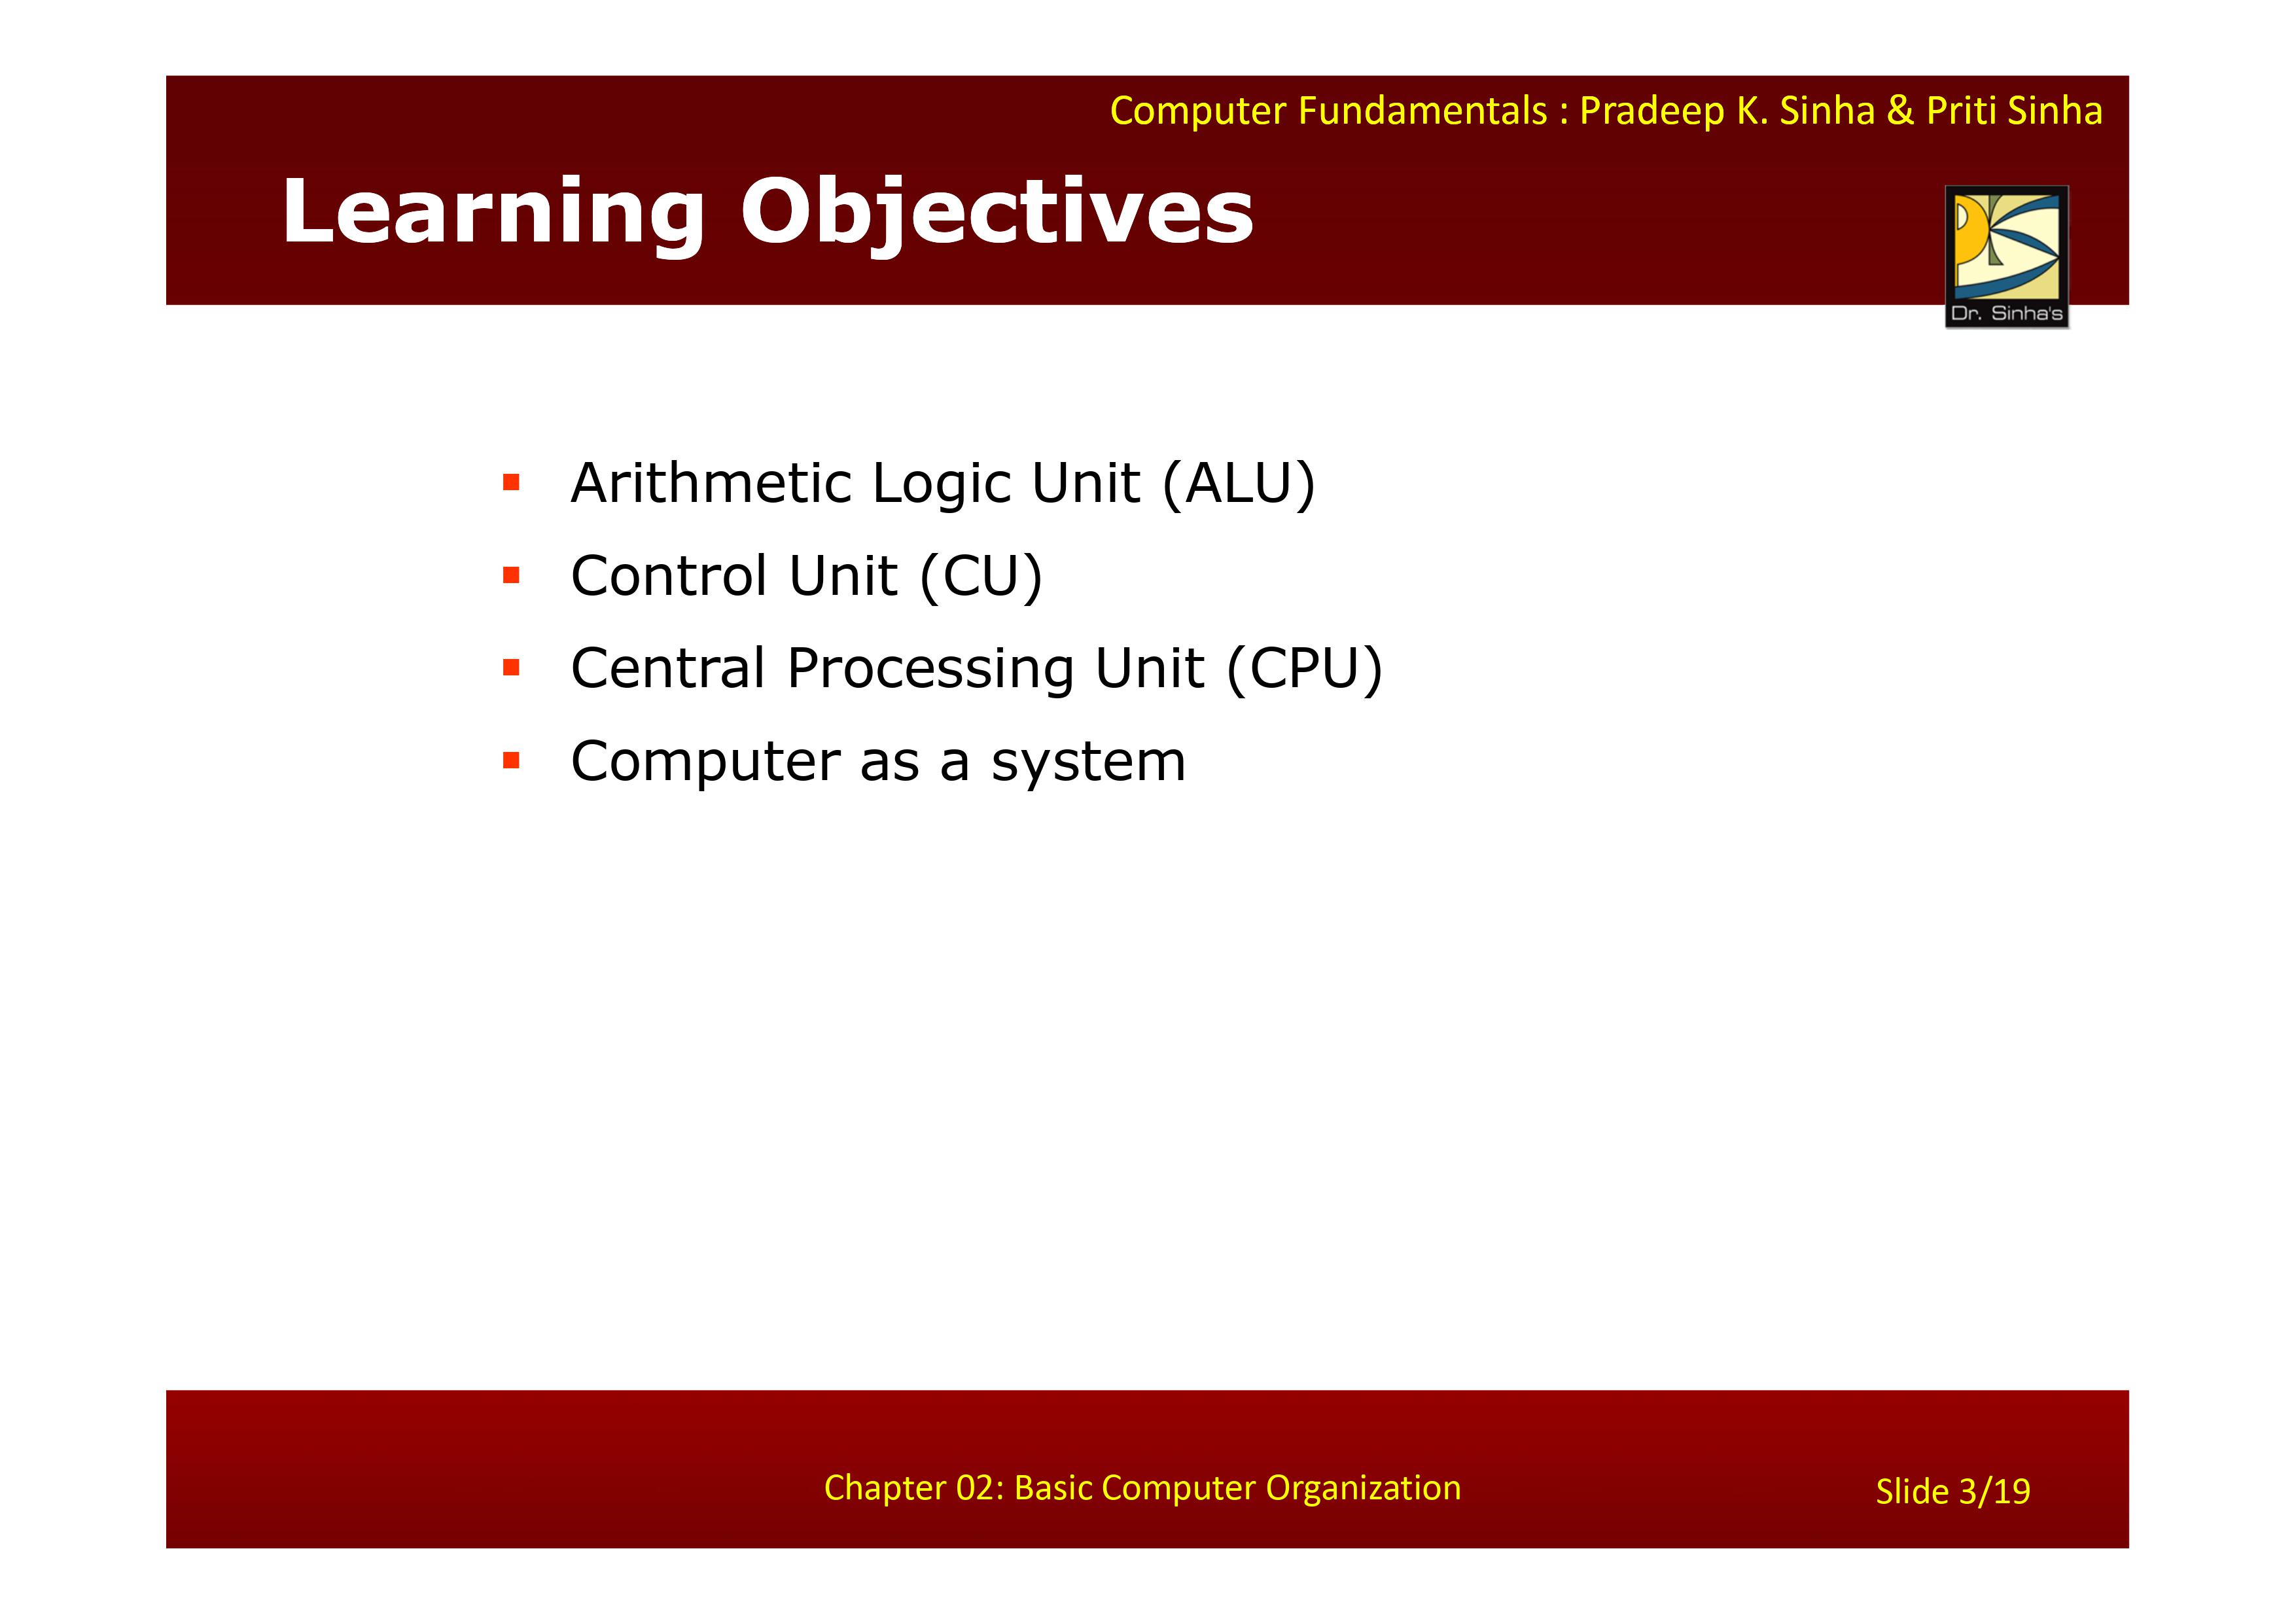 Computer Fundamentals : Pradeep K. Sinha & Priti Sinha
Learning Objectives
Dr. Sinha's
▪ Arithmetic Logic Unit (ALU)
▪ Control Unit (CU)
▪ Central Processing Unit (CPU)
▪ Computer as a system
Chapter 02: Basic Computer Organization
Slide 3/19